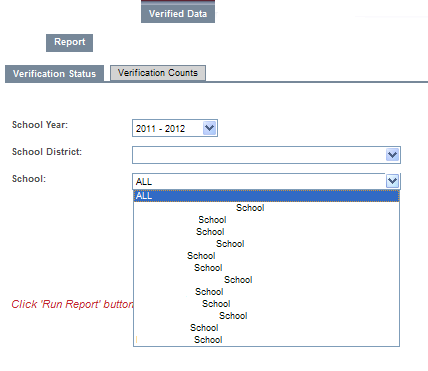 Verified Data
Report
Verification Status Verification Counts
School Year: 2011 - 2012
School District:
School: ALL
ALL
School
School
School
School
School
School
School
School
School
School
School
School
Click 'Run Report' button